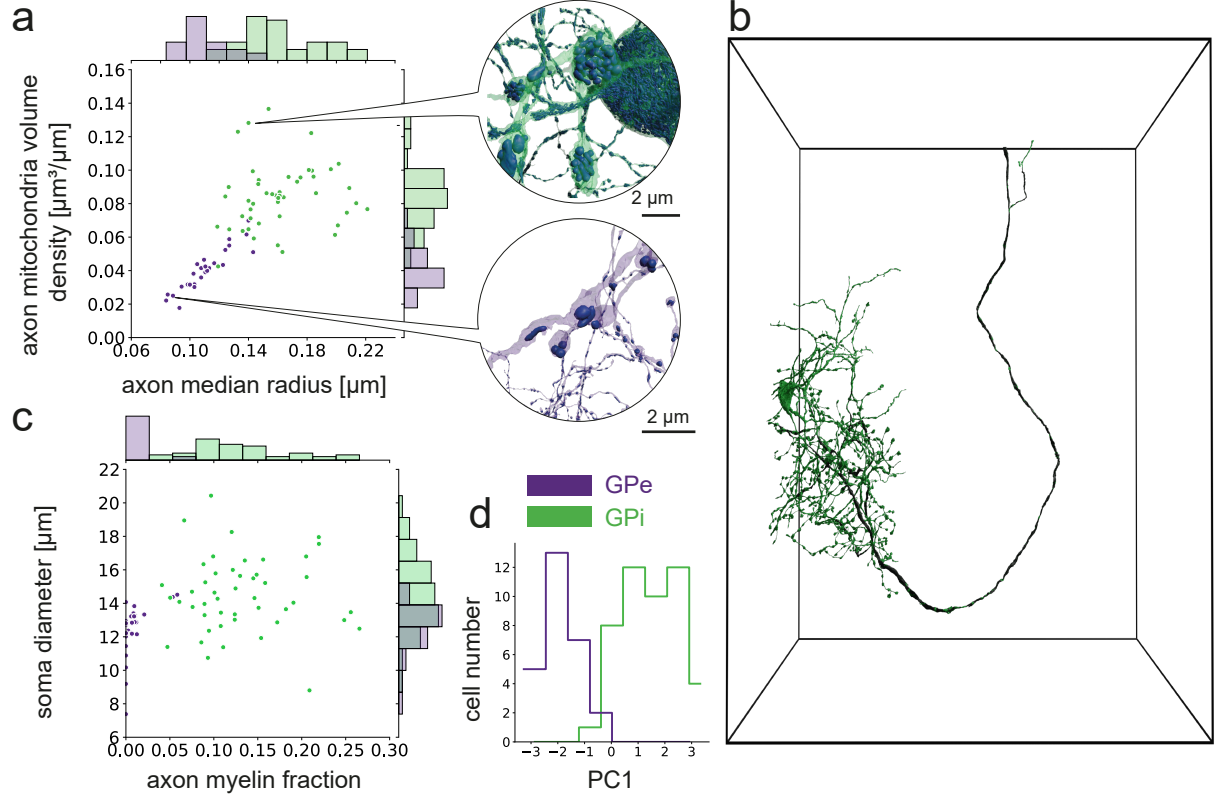 a
axon mitochondria volume
density [µm³/µm]
0.16
0.14
0.12
0.10
0.08
0.06
0.04
0.02
0.00
0.06
0.10
0.14
0.18
0.22
axon median radius [µm]
2 µm
2 µm
b
c
soma diameter [µm]
22
20
18
16
14
12
10
8
6
0.00
0.05
0.10
0.15
0.20
0.25
0.30
axon myelin fraction
GPe
GPi
d
cell number
12
10
8
6
4
2
0
−3
−2
−1
0
1
2
3
PC1